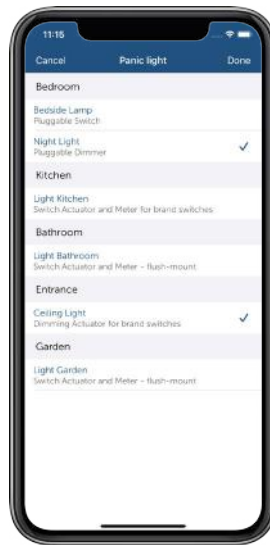 11:15
Cancel Panic light Done
Bedroom
Bedside Lamp
Pluggable Switch
Night Light
Pluggable Dimmer
Kitchen
Light Kitchen
Switch Actuator and Meter for brand switches
Bathroom
Light Bathroom
Switch Actuator and Meter – flush-mount
Entrance
Ceiling Light
Dimming Actuator for brand switches
Garden
Light Garden
Switch Actuator and Meter – flush-mount